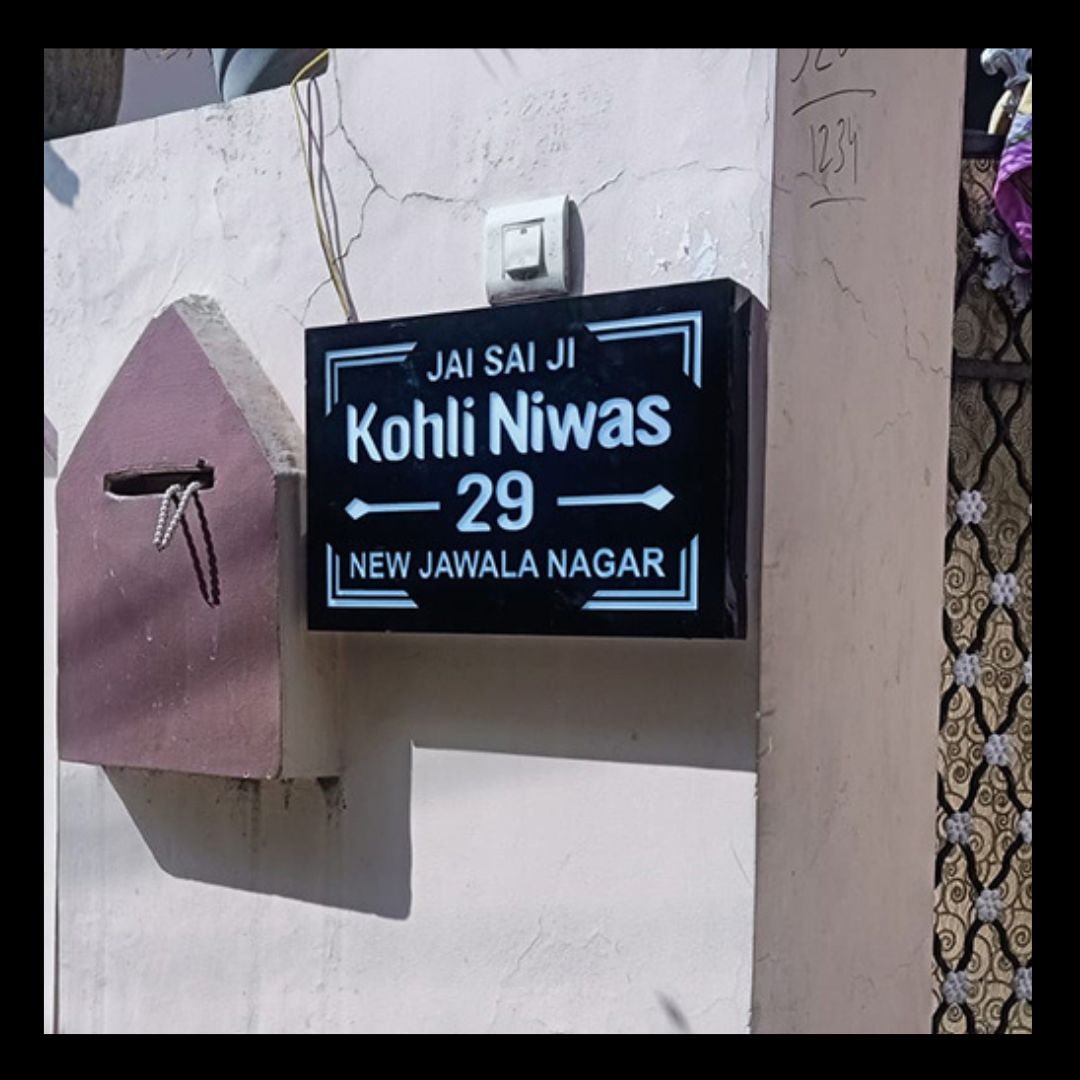 JAI SAI JI
Kohli Niwas
29
NEW JAWALA NAGAR
1234